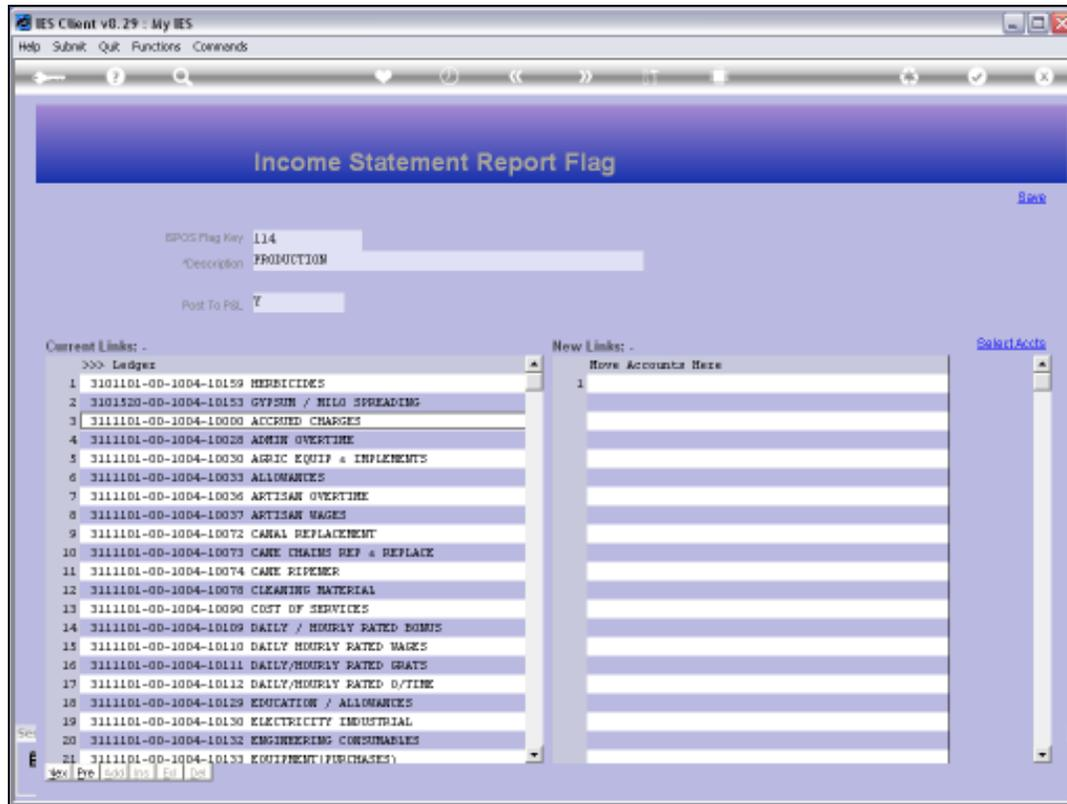 IES Client v8.29 : My IES
Help Submit Quit Functions Commands
Income Statement Report Flag
Save
ISPOS Flag Key 114
*Description PRODUCTION
Post To P&L Y
Current Links: -
New Links: -
Select Accts
>>> Ledger
Move Accounts Here
1 3101101-00-1004-10159 HERBICIDES
1
2 3101520-00-1004-10153 GYPSUM / MILO SPREADING
3 3111101-00-1004-10000 ACCRUED CHARGES
4 3111101-00-1004-10028 ADMIN OVERTIME
5 3111101-00-1004-10030 AGRIC EQUIP & IMPLEMENTS
6 3111101-00-1004-10033 ALLOWANCES
7 3111101-00-1004-10036 ARTISAN OVERTIME
8 3111101-00-1004-10037 ARTISAN WAGES
9 3111101-00-1004-10072 CANAL REPLACEMENT
10 3111101-00-1004-10073 CANE CHAINS REP & REPLACE
11 3111101-00-1004-10074 CANE RIPENER
12 3111101-00-1004-10078 CLEANING MATERIAL
13 3111101-00-1004-10090 COST OF SERVICES
14 3111101-00-1004-10109 DAILY / HOURLY RATED BONUS
15 3111101-00-1004-10110 DAILY HOURLY RATED WAGES
16 3111101-00-1004-10111 DAILY/HOURLY RATED GRATS
17 3111101-00-1004-10112 DAILY/HOURLY RATED O/TIME
18 3111101-00-1004-10129 EDUCATION / ALLOWANCES
19 3111101-00-1004-10130 ELECTRICITY INDUSTRIAL
20 3111101-00-1004-10132 ENGINEERING CONSUMABLES
21 3111101-00-1004-10133 EQUIPMENT(PURCHASES)
Nex Pre Add Ins Ed Del